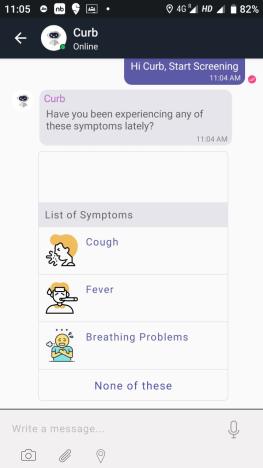 11:05
4G HD 82%
Curb
Online
Hi Curb, Start Screening
11:04 AM
Curb
Have you been experiencing any of
these symptoms lately?
11:04 AM
List of Symptoms
Cough
Fever
Breathing Problems
None of these
Write a message...